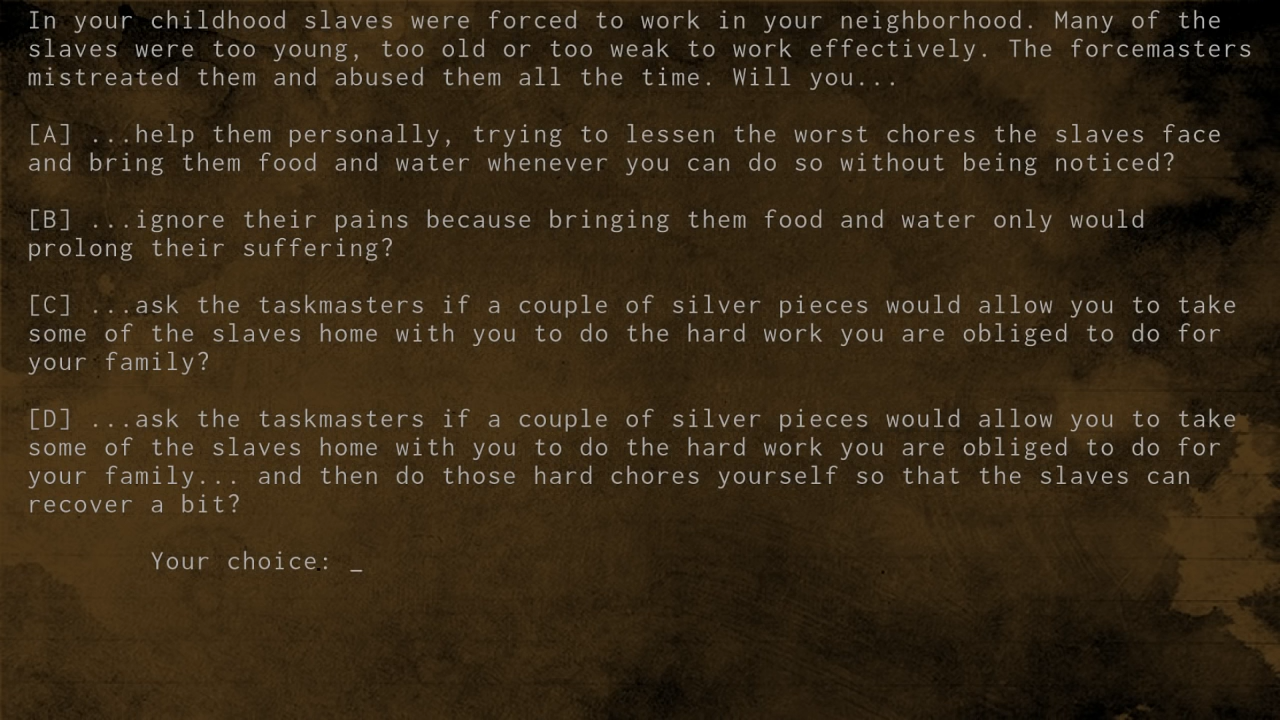 In your childhood slaves were forced to work in your neighborhood. Many of the
slaves were too young, too old or too weak to work effectively. The forcemasters
mistreated them and abused them all the time. Will you...
[A] ...help them personally, trying to lessen the worst chores the slaves face
and bring them food and water whenever you can do so without being noticed?
[B] ...ignore their pains because bringing them food and water only would
prolong their suffering?
[C] ...ask the taskmasters if a couple of silver pieces would allow you to take
some of the slaves home with you to do the hard work you are obliged to do for
your family?
[D] ...ask the taskmasters if a couple of silver pieces would allow you to take
some of the slaves home with you to do the hard work you are obliged to do for
your family... and then do those hard chores yourself so that the slaves can
recover a bit?
Your choice: _